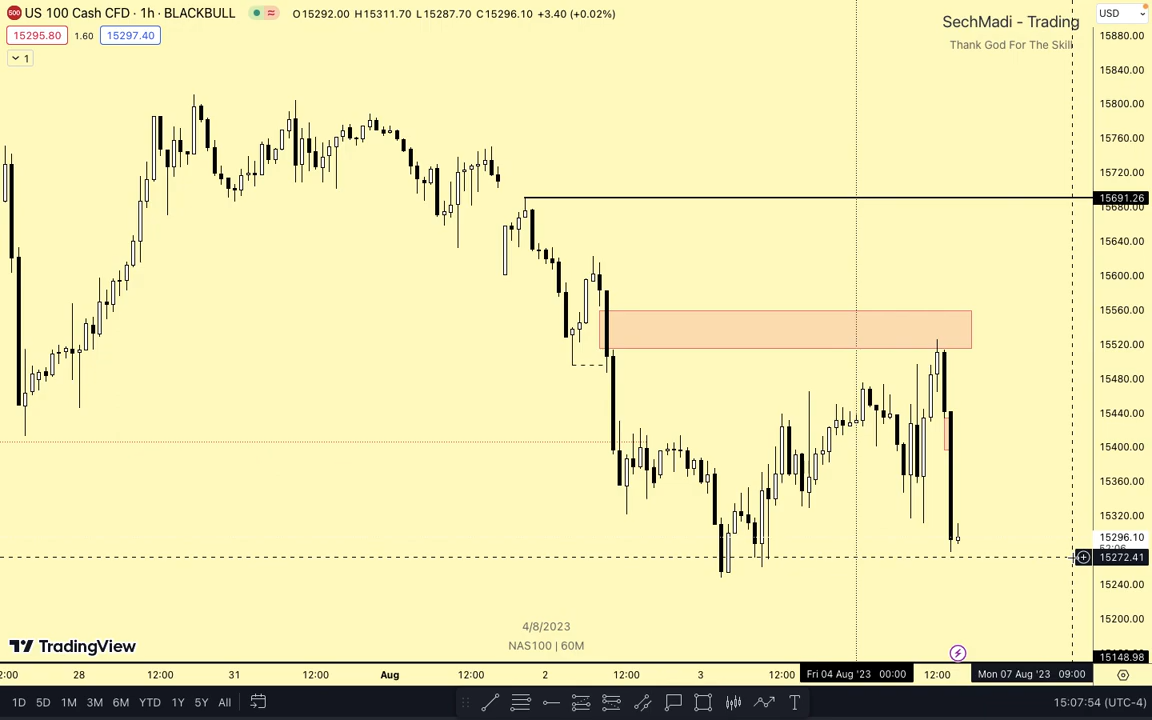 US 100 Cash CFD · 1h · BLACKBULL O15292.00 H15311.70 L15287.70 C15296.10 +3.40 (+0.02%)
SechMadi - Trading
USD
15295.80 1.60 15297.40
Thank God For The Skill
1
15880.00
15840.00
15800.00
15760.00
15720.00
15691.26
15680.00
15640.00
15600.00
15560.00
15520.00
15480.00
15440.00
15400.00
15360.00
15320.00
15296.10
15272.41
15240.00
15200.00
15148.98
4/8/2023
NAS100 | 60M
TradingView
2:00 28 12:00 31 12:00 Aug 12:00 2 12:00 3 12:00 Fri 04 Aug '23 00:00 12:00 Mon 07 Aug '23 09:00
1D 5D 1M 3M 6M YTD 1Y 5Y All 15:07:54 (UTC-4)